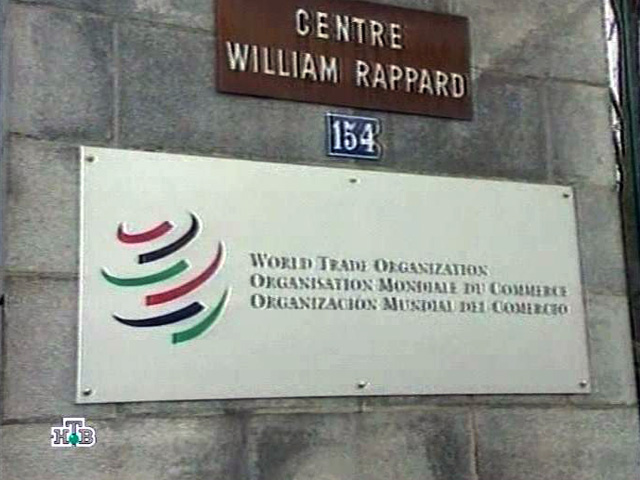 CENTRE
WILLIAM RAPPARD
154
WORLD TRADE ORGANIZATION
ORGANISATION MONDIALE DU COMMERCE
ORGANIZACIÓN MUNDIAL DEL COMERCIO
НТВ